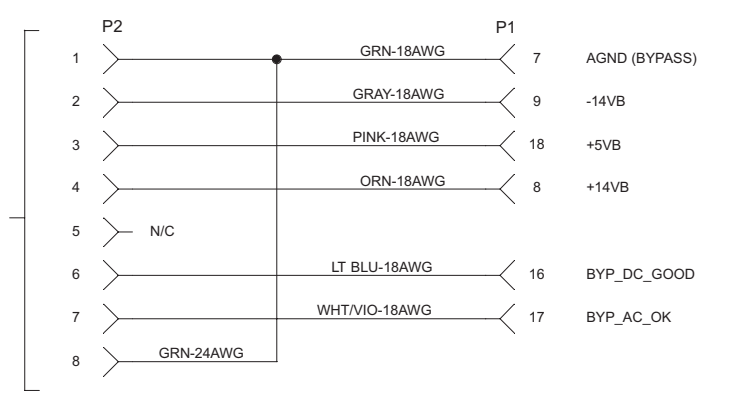 P2 P1
1 GRN-18AWG 7 AGND (BYPASS)
2 GRAY-18AWG 9 -14VB
3 PINK-18AWG 18 +5VB
4 ORN-18AWG 8 +14VB
5 N/C
6 LT BLU-18AWG 16 BYP_DC_GOOD
7 WHT/VIO-18AWG 17 BYP_AC_OK
8 GRN-24AWG